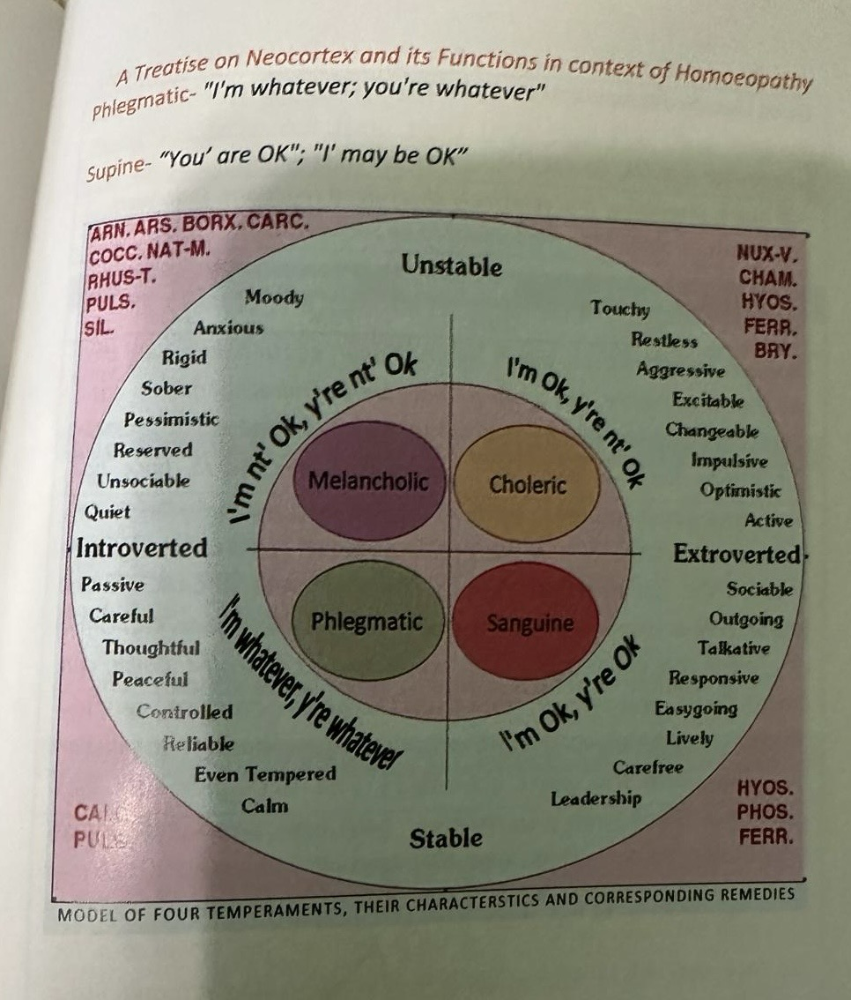 A Treatise on Neocortex and its Functions in context of Homoeopathy
Phlegmatic- "I'm whatever; you're whatever"
Supine- "You' are OK"; "I' may be OK"
ARN. ARS. BORX. CARC.
COCC. NAT-M.
RHUS-T.
PULS.
SIL.
NUX-V.
CHAM.
HYOS.
FERR.
BRY.
Unstable
Moody
Anxious
Rigid
Sober
Pessimistic
Reserved
Unsociable
Quiet
Touchy
Restless
Aggressive
Excitable
Changeable
Impulsive
Optimistic
Active
I'm nt' Ok, y're nt' Ok
I'm Ok, y're nt' Ok
Melancholic
Choleric
Introverted
Extroverted
Phlegmatic
Sanguine
I'm whatever, y're whatever
I'm Ok, y're Ok
Passive
Careful
Thoughtful
Peaceful
Controlled
Reliable
Even Tempered
Calm
Sociable
Outgoing
Talkative
Responsive
Easygoing
Lively
Carefree
Leadership
Stable
PULS.
HYOS.
PHOS.
FERR.
MODEL OF FOUR TEMPERAMENTS, THEIR CHARACTERSTICS AND CORRESPONDING REMEDIES